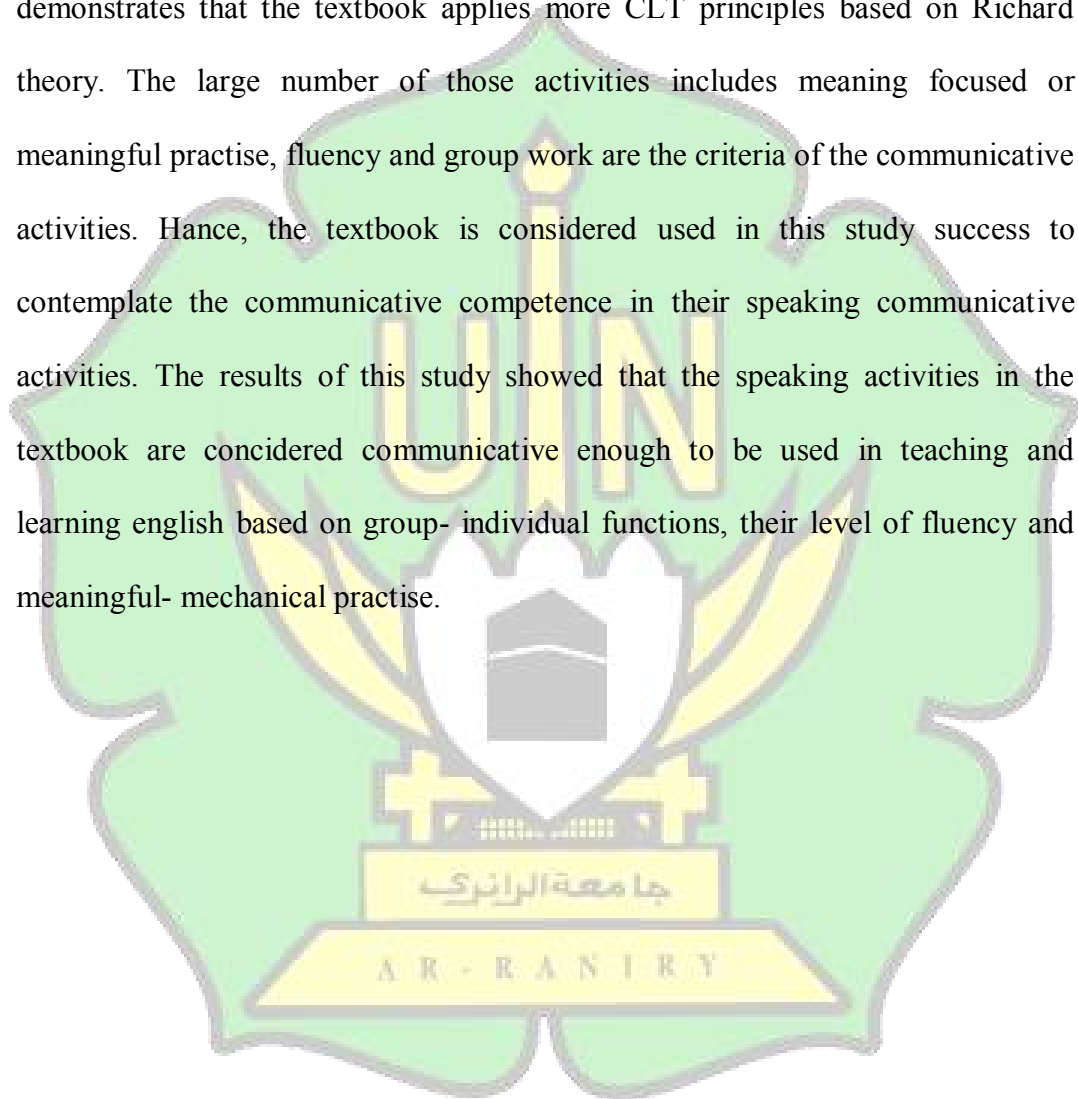 demonstrates that the textbook applies more CLT principles based on Richard
theory. The large number of those activities includes meaning focused or
meaningful practise, fluency and group work are the criteria of the communicative
activities. Hance, the textbook is considered used in this study success to
contemplate the communicative competence in their speaking communicative
activities. The results of this study showed that the speaking activities in the
textbook are concidered communicative enough to be used in teaching and
learning english based on group- individual functions, their level of fluency and
meaningful- mechanical practise.
UIN
جامعة الرانري
AR-RANIRY